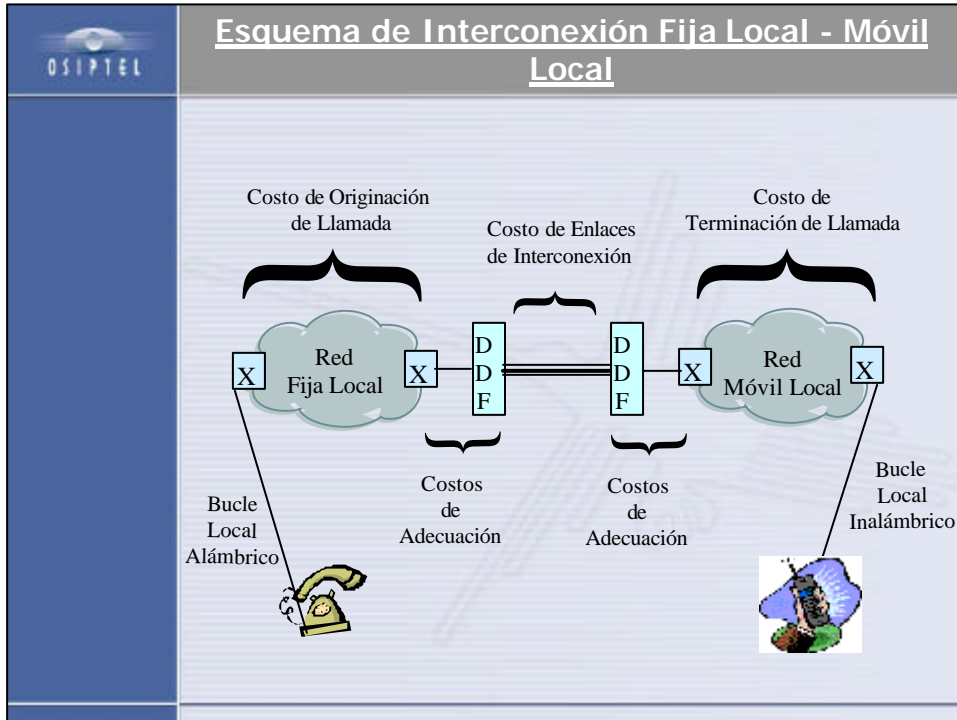 OSIPTEL
Esquema de Interconexión Fija Local - Móvil
Local
Costo de Originación
de Llamada
Costo de Enlaces
de Interconexión
Costo de
Terminación de Llamada
X
Red
Fija Local
X
D
D
F
D
D
F
X
Red
Móvil Local
X
Costos
de
Adecuación
Costos
de
Adecuación
Bucle
Local
Alámbrico
Bucle
Local
Inalámbrico